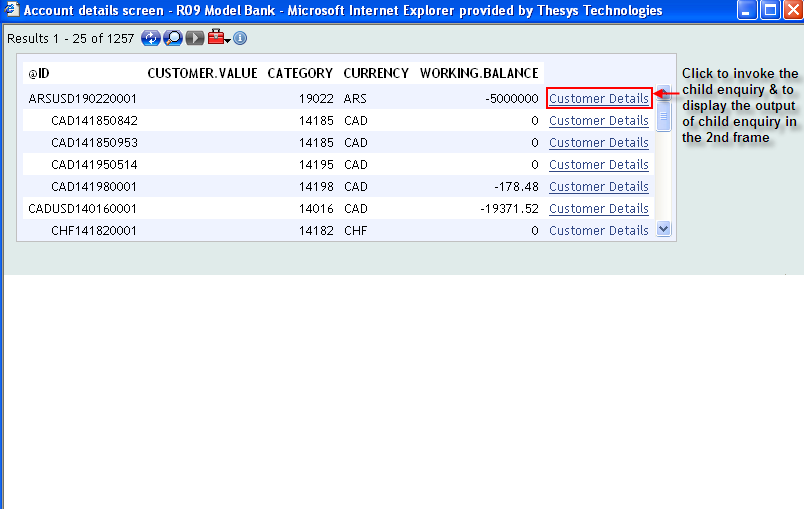 Account details screen - R09 Model Bank - Microsoft Internet Explorer provided by Thesys Technologies
Results 1 - 25 of 1257
@ID CUSTOMER.VALUE CATEGORY CURRENCY WORKING.BALANCE
ARSUSD190220001 19022 ARS -5000000 Customer Details
CAD141850842 14185 CAD 0 Customer Details
CAD141850953 14185 CAD 0 Customer Details
CAD141950514 14195 CAD 0 Customer Details
CAD141980001 14198 CAD -178.48 Customer Details
CADUSD140160001 14016 CAD -19371.52 Customer Details
CHF141820001 14182 CHF 0 Customer Details
Click to invoke the
child enquiry & to
display the output
of child enquiry in
the 2nd frame